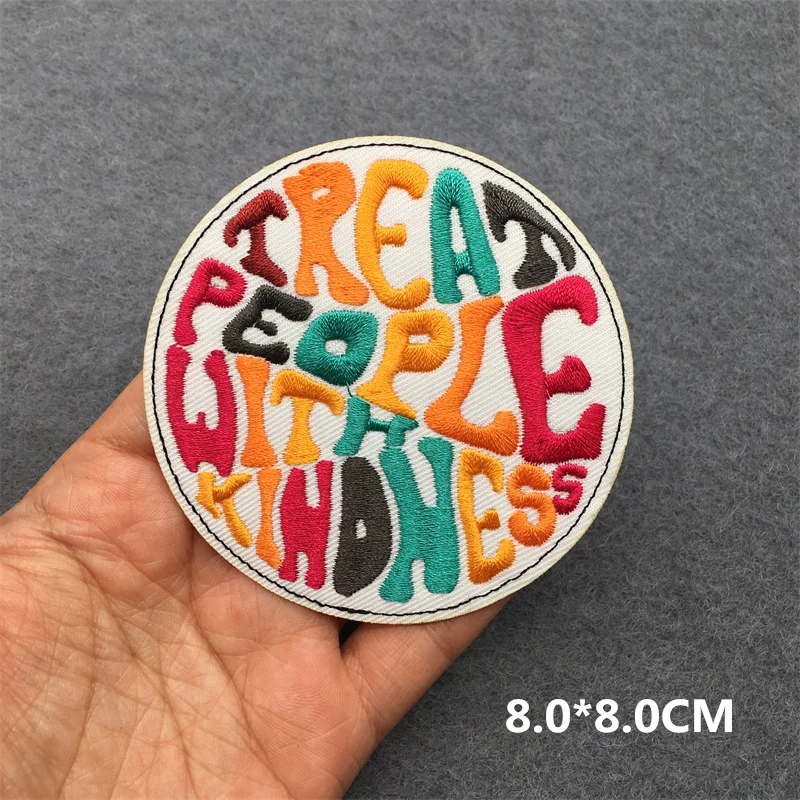 TREAT
PEOPLE
WITH
KINDNESS
8.0*8.0CM